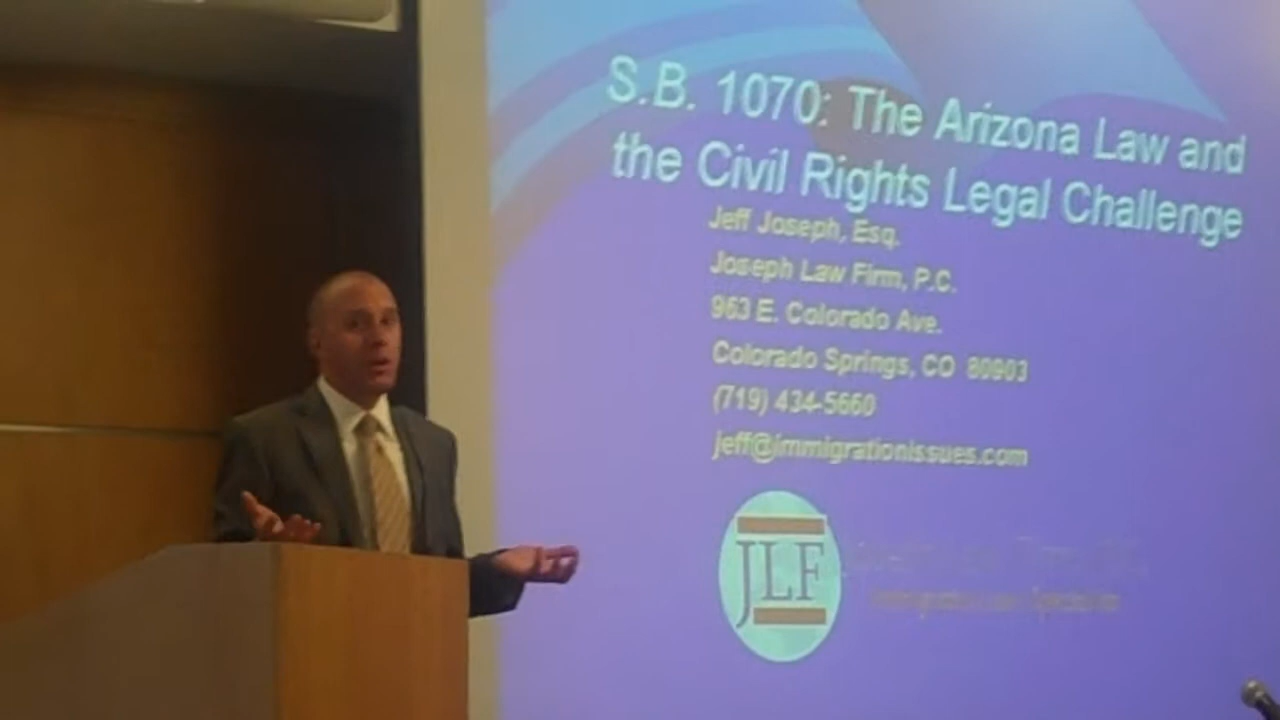 S.B. 1070: The Arizona Law and
the Civil Rights Legal Challenge
Jeff Joseph, Esq.
Joseph Law Firm, P.C.
963 E. Colorado Ave.
Colorado Springs, CO 80903
(719) 434-5660
jeff@immigrationissues.com
JLF